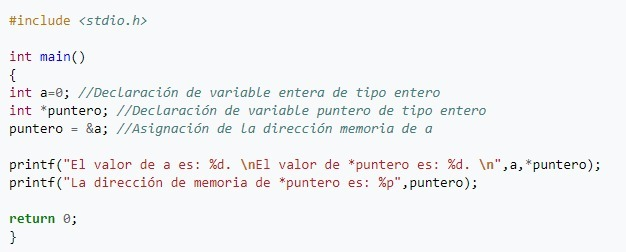 #include <stdio.h>
int main()
{
int a=0; //Declaración de variable entera de tipo entero
int *puntero; //Declaración de variable puntero de tipo entero
puntero = &a; //Asignación de la dirección memoria de a
printf("El valor de a es: %d. \nEl valor de *puntero es: %d. \n",a,*puntero);
printf("La dirección de memoria de *puntero es: %p",puntero);
return 0;
}